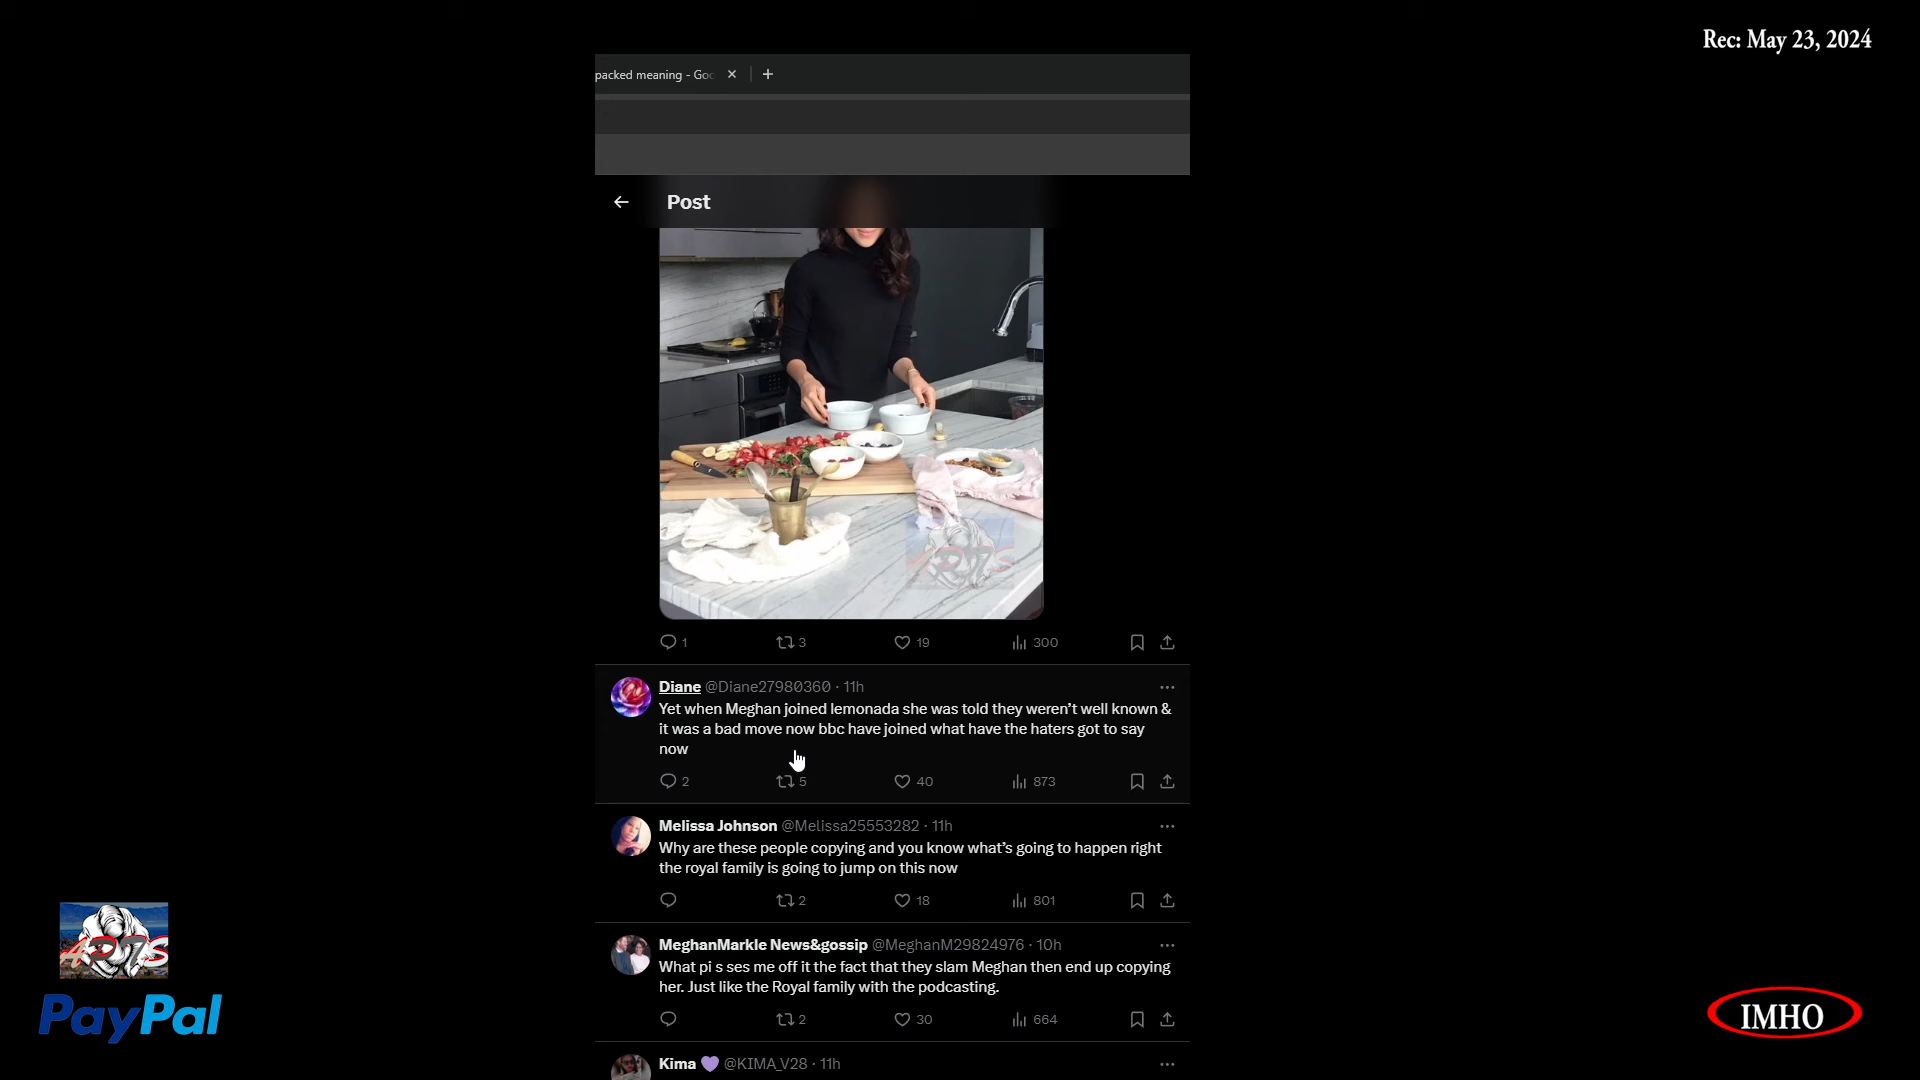 Rec: May 23, 2024
packed meaning - Goo
Post
1 3 19 300
Diane @Diane27980360 · 11h
Yet when Meghan joined lemonada she was told they weren’t well known &
it was a bad move now bbc have joined what have the haters got to say
now
2 5 40 873
Melissa Johnson @Melissa25553282 · 11h
Why are these people copying and you know what’s going to happen right
the royal family is going to jump on this now
2 18 801
MeghanMarkle News&gossip @MeghanM29824976 · 10h
What pi s ses me off it the fact that they slam Meghan then end up copying
her. Just like the Royal family with the podcasting.
2 30 664
Kima 💜 @KIMA_V28 · 11h
PayPal
IMHO